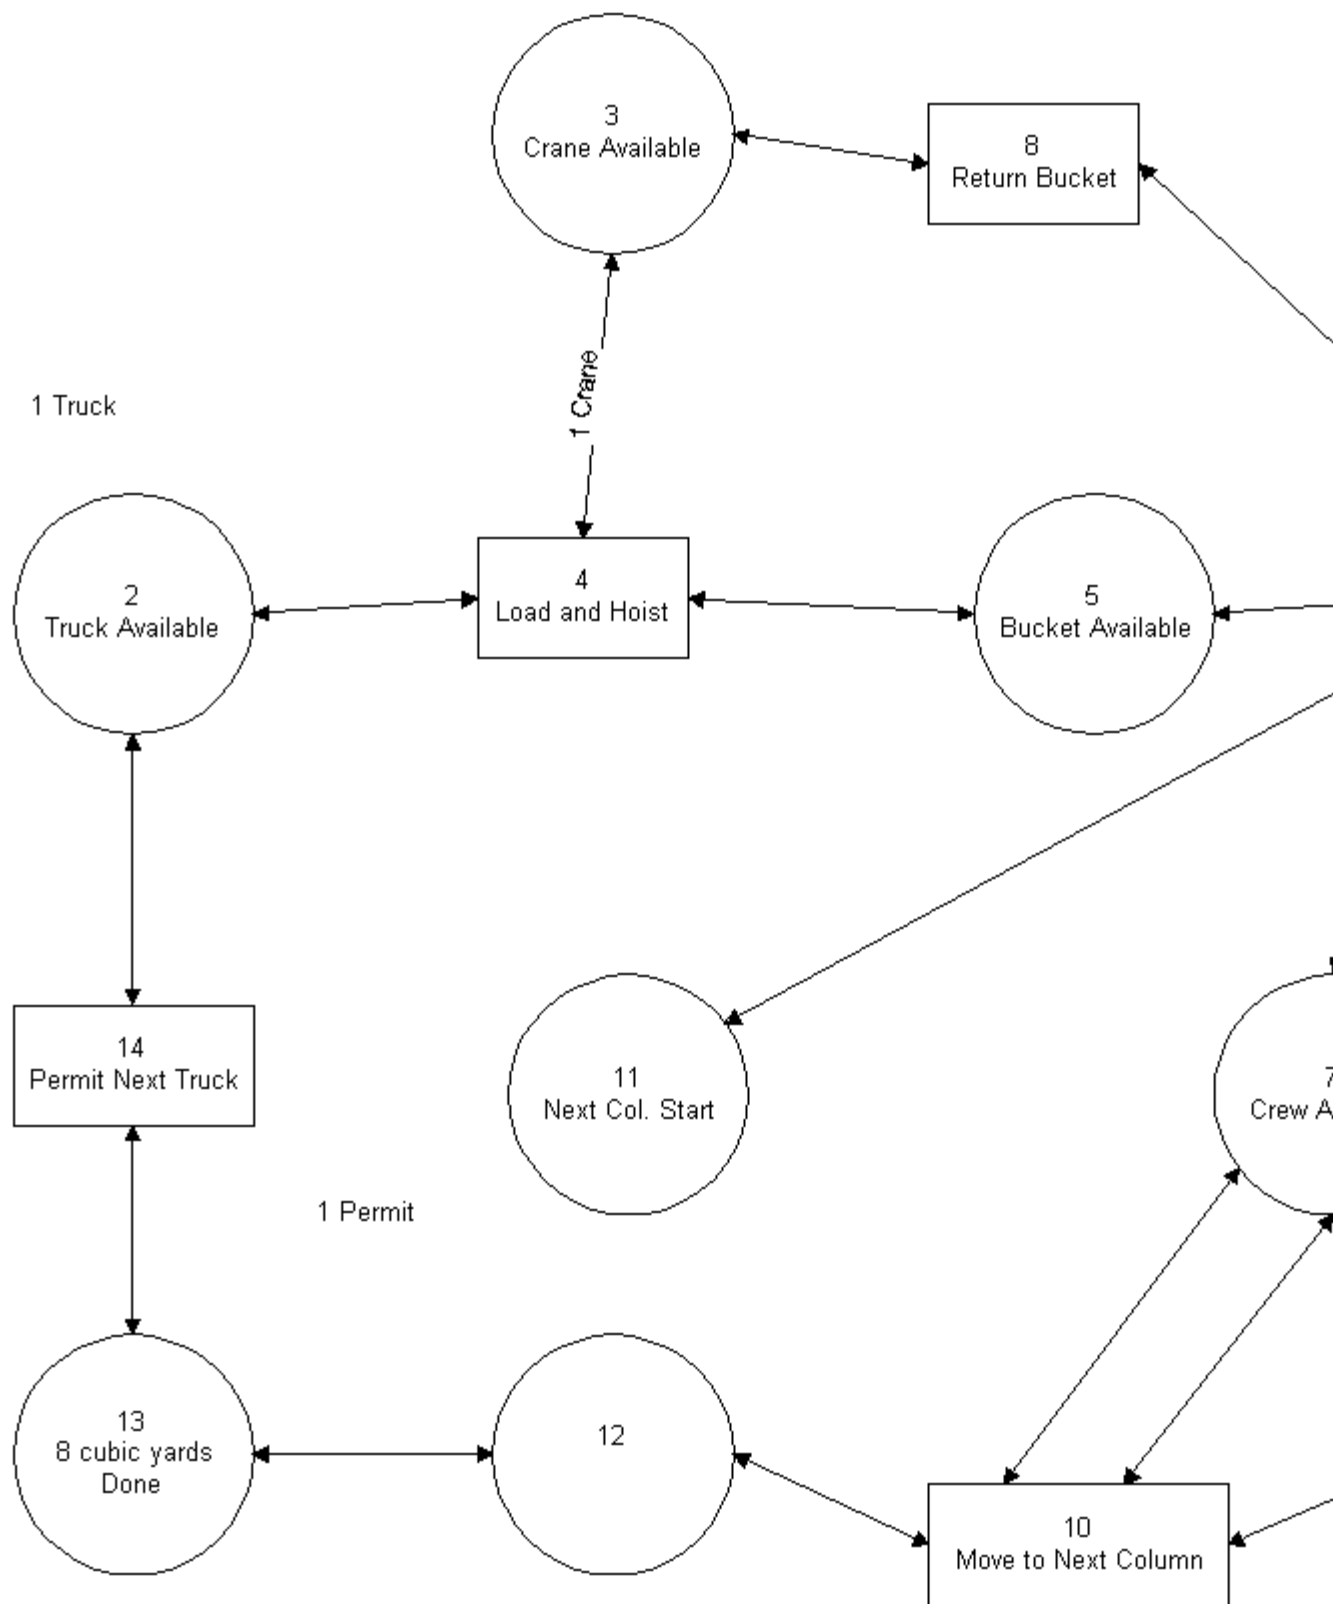 3
Crane Available
8
Return Bucket
1 Crane
1 Truck
2
Truck Available
4
Load and Hoist
5
Bucket Available
14
Permit Next Truck
11
Next Col. Start
7
Crew A
1 Permit
13
8 cubic yards
Done
12
10
Move to Next Column